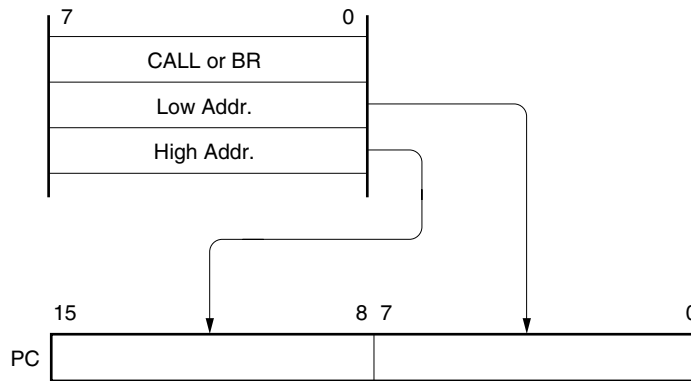 7 0
CALL or BR
Low Addr.
High Addr.
15 8 7 0
PC